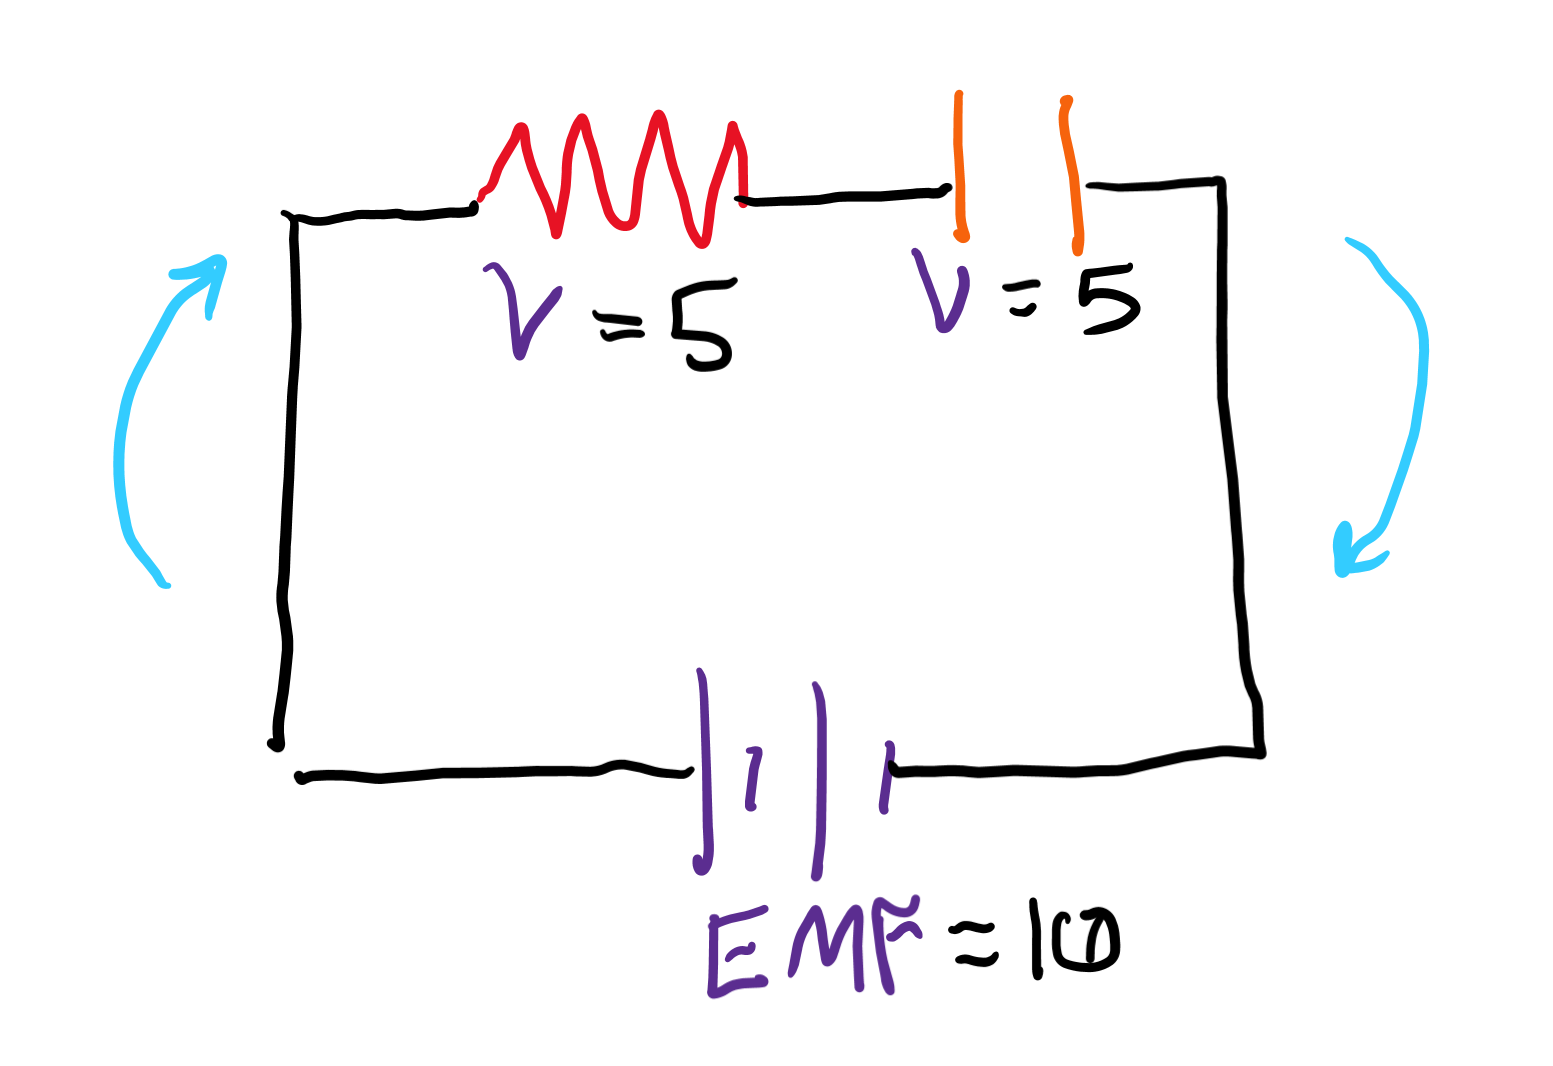 V = 5
V = 5
EMF = 10